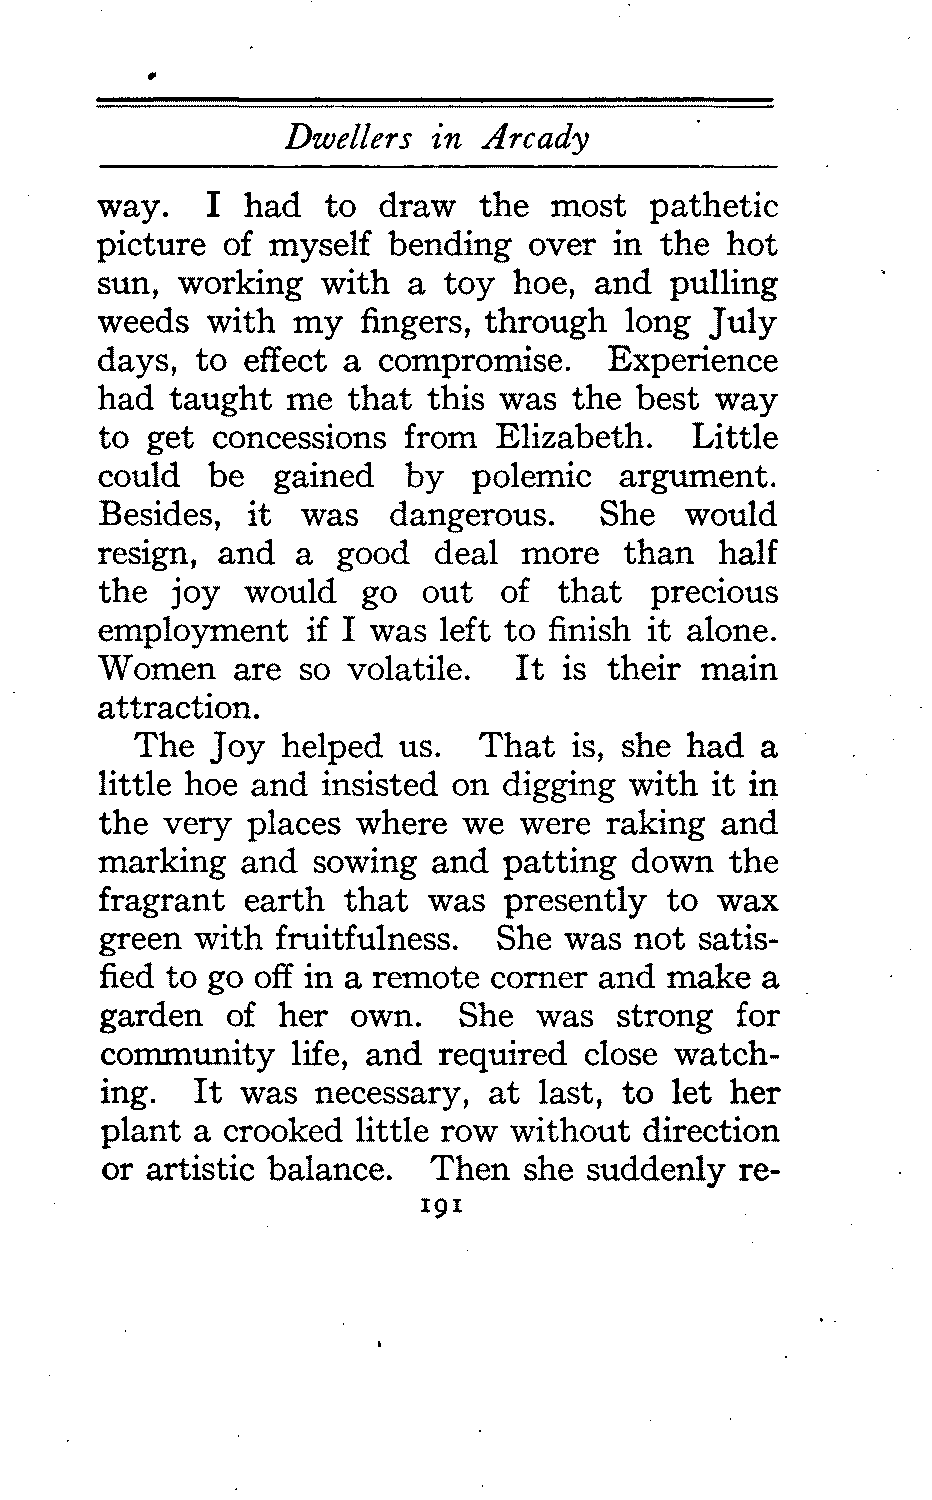 Dwellers in Arcady
way. I had to draw the most pathetic
picture of myself bending over in the hot
sun, working with a toy hoe, and pulling
weeds with my fingers, through long July
days, to effect a compromise. Experience
had taught me that this was the best way
to get concessions from Elizabeth. Little
could be gained by polemic argument.
Besides, it was dangerous. She would
resign, and a good deal more than half
the joy would go out of that precious
employment if I was left to finish it alone.
Women are so volatile. It is their main
attraction.
The Joy helped us. That is, she had a
little hoe and insisted on digging with it in
the very places where we were raking and
marking and sowing and patting down the
fragrant earth that was presently to wax
green with fruitfulness. She was not satis-
fied to go off in a remote corner and make a
garden of her own. She was strong for
community life, and required close watch-
ing. It was necessary, at last, to let her
plant a crooked little row without direction
or artistic balance. Then she suddenly re-
191